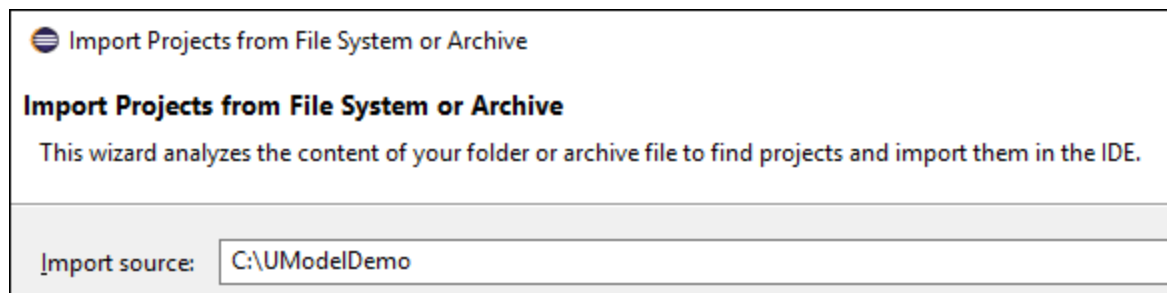 Import Projects from File System or Archive
Import Projects from File System or Archive
This wizard analyzes the content of your folder or archive file to find projects and import them in the IDE.
Import source: C:\UModelDemo